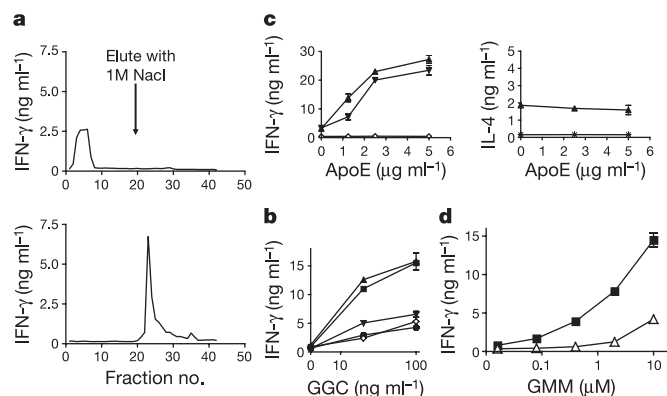 a
IFN-γ (ng ml⁻¹)
7.5
5.0
2.5
0
0 10 20 30 40 50
Elute with
1M Nacl
IFN-γ (ng ml⁻¹)
7.5
5.0
2.5
0
0 10 20 30 40 50
Fraction no.
c
IFN-γ (ng ml⁻¹)
30
20
10
0
0 1 2 3 4 5 6
ApoE (μg ml⁻¹)
IL-4 (ng ml⁻¹)
5
4
3
2
1
0
0 1 2 3 4 5 6
ApoE (μg ml⁻¹)
b
IFN-γ (ng ml⁻¹)
15
10
5
0
0 10 100
GGC (ng ml⁻¹)
d
IFN-γ (ng ml⁻¹)
15
10
5
0
0.1 1 10
GMM (μM)